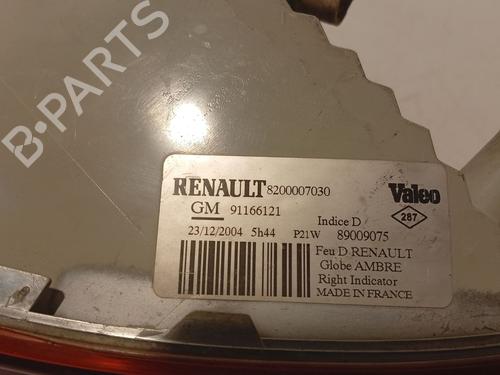 B-PARTS
RENAULT 8200007030 Valeo
GM 91166121 Indice D 287
23/12/2004 5h44 P21W 89009075
Feu D RENAULT
Globe AMBRE
Right Indicator
MADE IN FRANCE